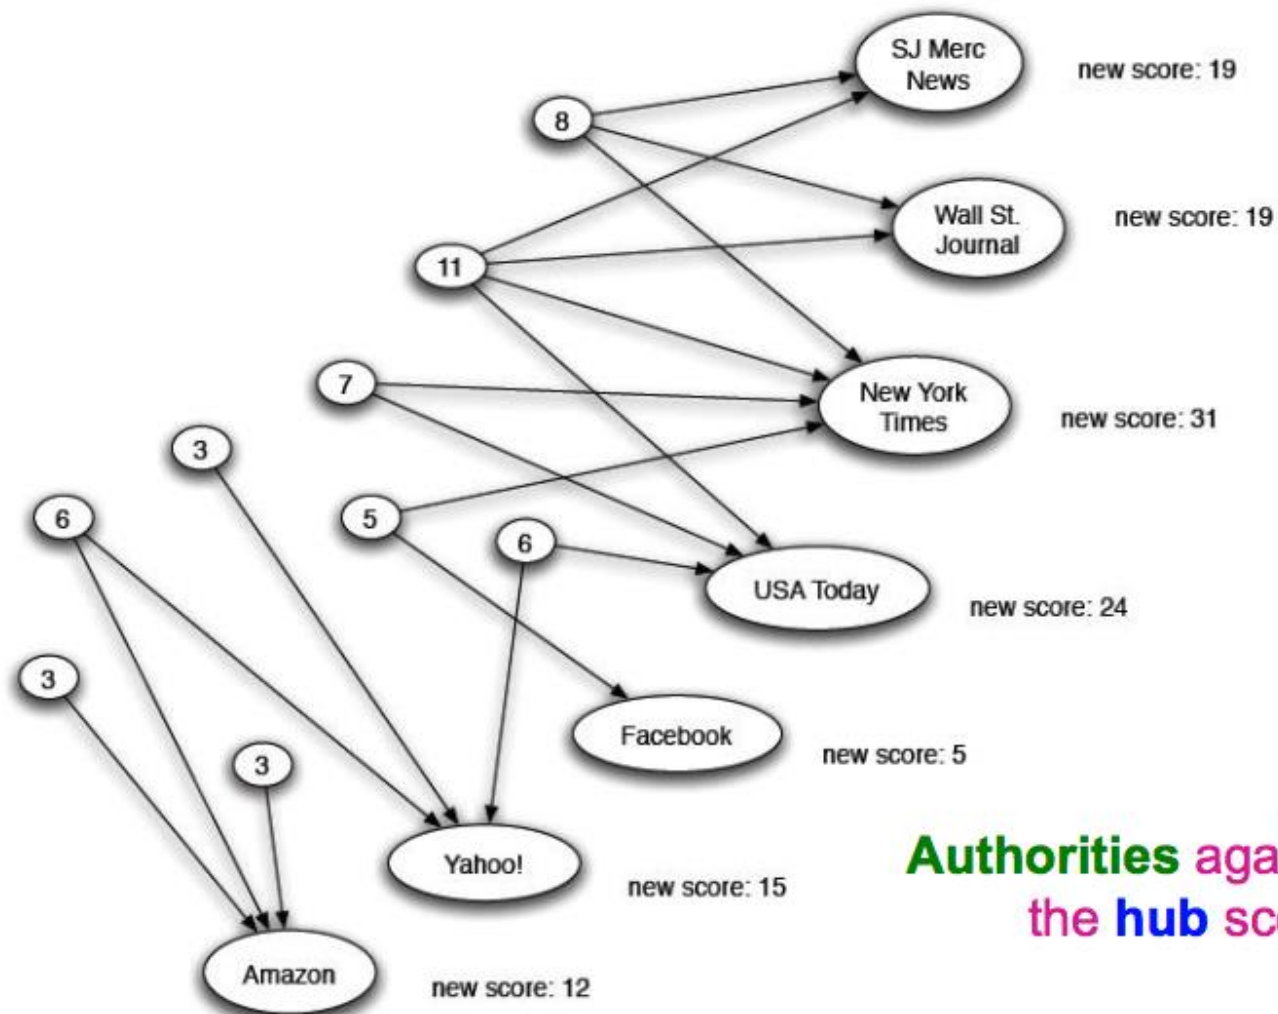 SJ Merc
News
new score: 19
8
Wall St.
Journal
new score: 19
11
7
New York
Times
new score: 31
3
6
5
6
USA Today
new score: 24
3
Facebook
new score: 5
3
Yahoo!
new score: 15
Authorities aga
the hub sc
Amazon
new score: 12